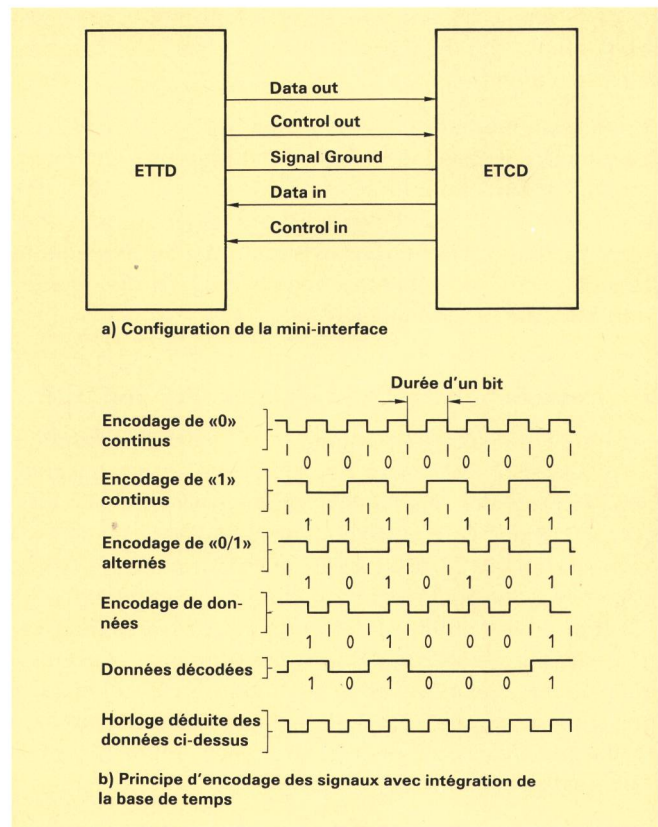 Data out
Control out
Signal Ground
ETTD
ETCD
Data in
Control in
a) Configuration de la mini-interface
Durée d'un bit
Encodage de «0»
continus
0 0 0 0 0 0 0
Encodage de «1»
continus
1 1 1 1 1 1 1
Encodage de «0/1»
alternés
1 0 1 0 1 0 1
Encodage de don-
nées
1 0 1 0 0 0 1
Données décodées
1 0 1 0 0 0 1
Horloge déduite des
données ci-dessus
b) Principe d'encodage des signaux avec intégration de
la base de temps